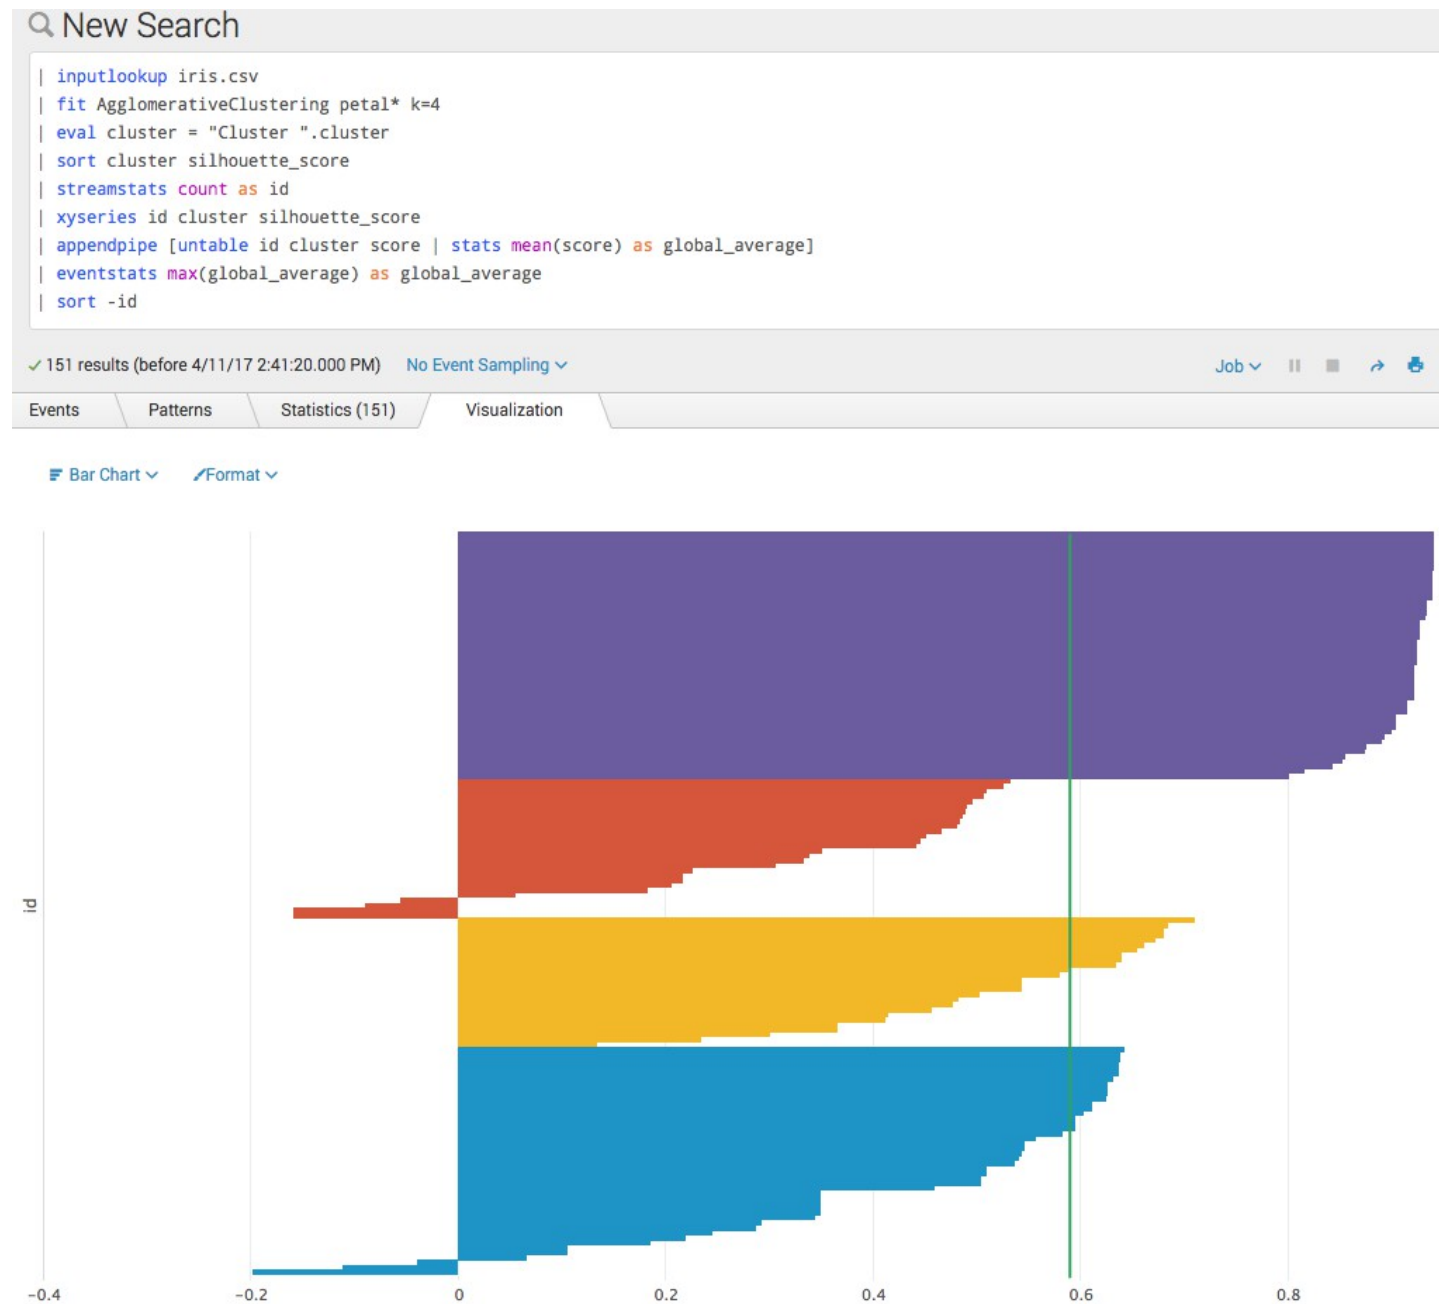 New Search
| inputlookup iris.csv
| fit AgglomerativeClustering petal* k=4
| eval cluster = "Cluster ".cluster
| sort cluster silhouette_score
| streamstats count as id
| xyseries id cluster silhouette_score
| appendpipe [untable id cluster score | stats mean(score) as global_average]
| eventstats max(global_average) as global_average
| sort -id
151 results (before 4/11/17 2:41:20.000 PM) No Event Sampling Job
Events Patterns Statistics (151) Visualization
Bar Chart Format
id
-0.4 -0.2 0 0.2 0.4 0.6 0.8